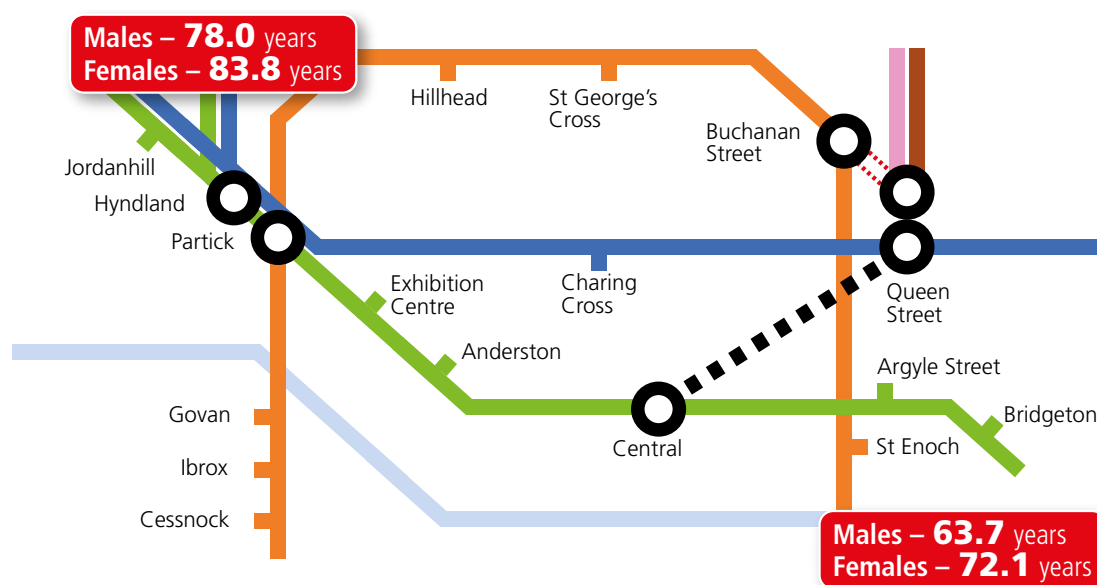 Males – 78.0 years
Females – 83.8 years
Hillhead
St George's
Cross
Buchanan
Street
Jordanhill
Hyndland
Partick
Exhibition
Centre
Charing
Cross
Queen
Street
Anderston
Argyle Street
Govan
Bridgeton
Central
St Enoch
Ibrox
Cessnock
Males – 63.7 years
Females – 72.1 years